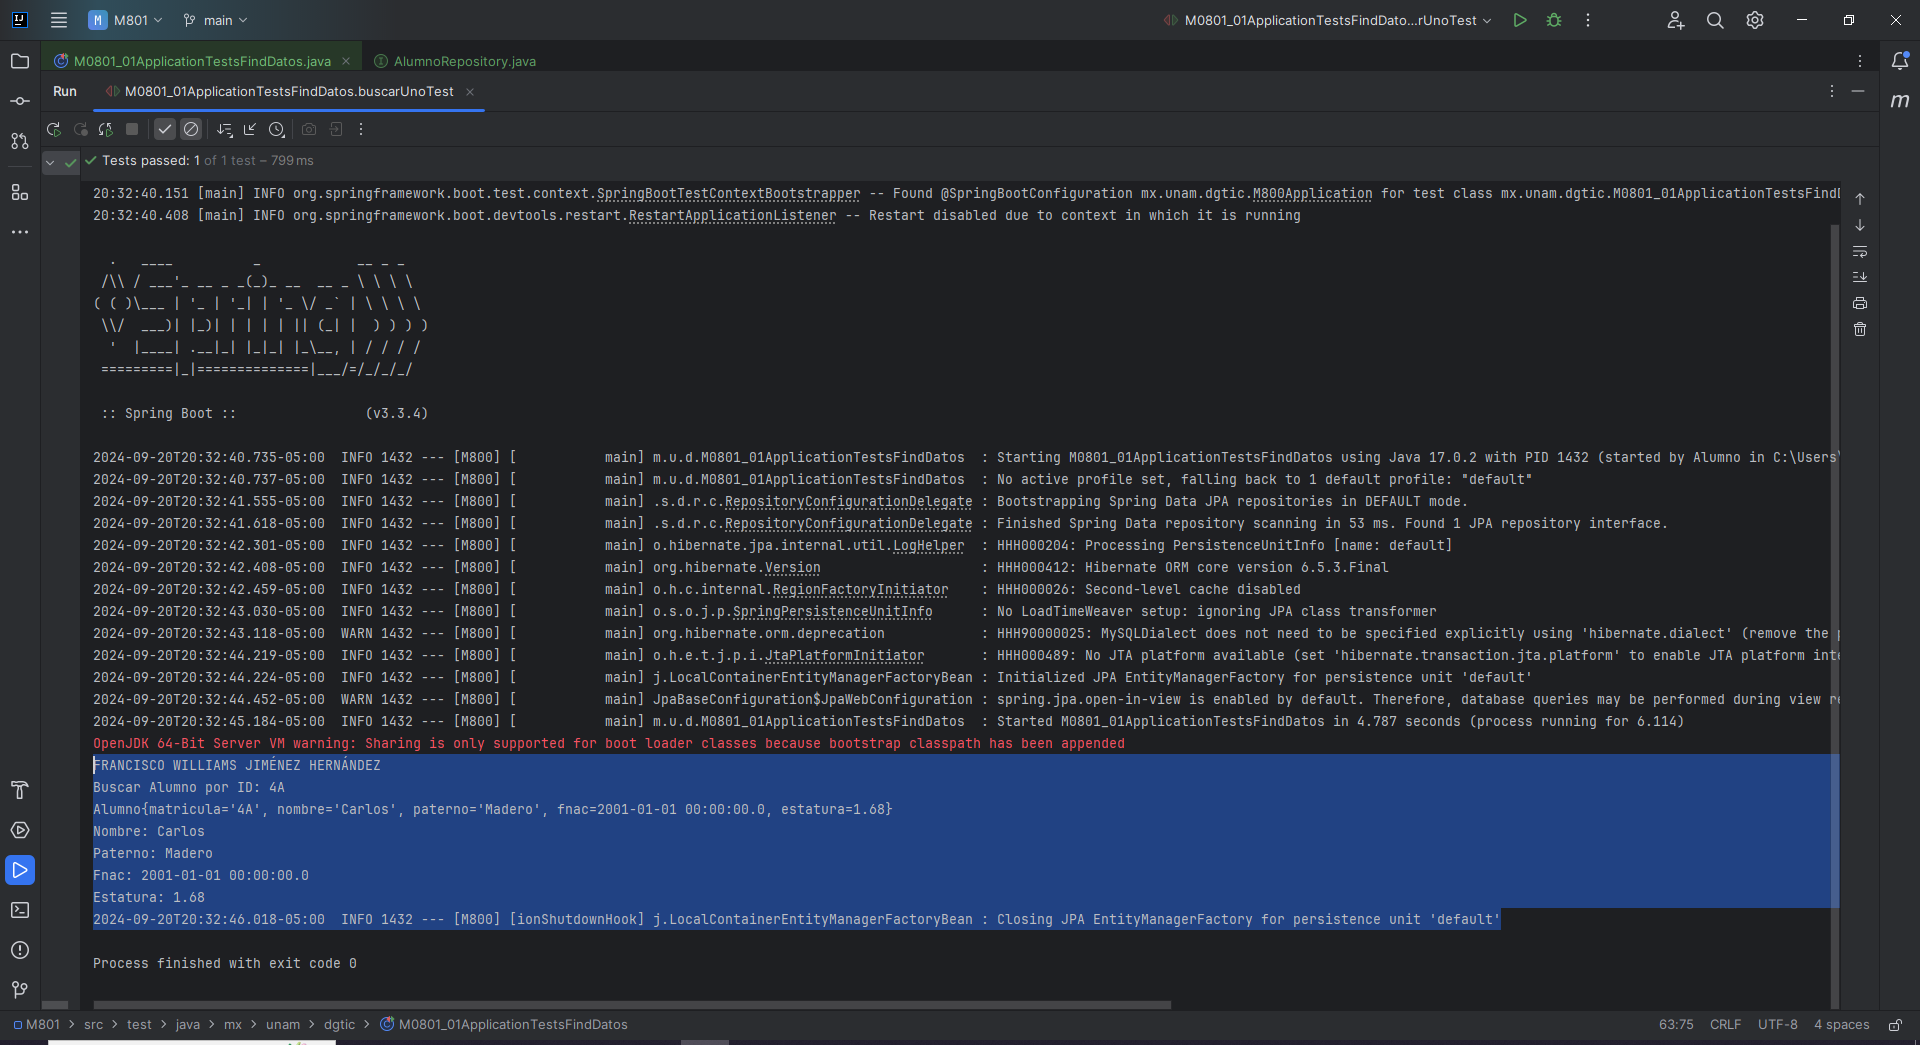 M M801 main M0801_01ApplicationTestsFindDato...rUnoTest
M0801_01ApplicationTestsFindDatos.java AlumnoRepository.java
Run M0801_01ApplicationTestsFindDatos.buscarUnoTest
m
Tests passed: 1 of 1 test – 799 ms
20:32:40.151 [main] INFO org.springframework.boot.test.context.SpringBootTestContextBootstrapper -- Found @SpringBootConfiguration mx.unam.dgtic.M800Application for test class mx.unam.dgtic.M0801_01ApplicationTestsFindD
20:32:40.408 [main] INFO org.springframework.boot.devtools.restart.RestartApplicationListener -- Restart disabled due to context in which it is running
  .   ____          _            __ _ _
 /\\ / ___'_ __ _ _(_)_ __  __ _ \ \ \ \
( ( )\___ | '_ | '_| | '_ \/ _` | \ \ \ \
 \\/  ___)| |_)| | | | | || (_| |  ) ) ) )
  '  |____| .__|_| |_|_| |_\__, | / / / /
 =========|_|==============|___/=/_/_/_/
 :: Spring Boot ::                (v3.3.4)
2024-09-20T20:32:40.735-05:00  INFO 1432 --- [M800] [           main] m.u.d.M0801_01ApplicationTestsFindDatos  : Starting M0801_01ApplicationTestsFindDatos using Java 17.0.2 with PID 1432 (started by Alumno in C:\Users\
2024-09-20T20:32:40.737-05:00  INFO 1432 --- [M800] [           main] m.u.d.M0801_01ApplicationTestsFindDatos  : No active profile set, falling back to 1 default profile: "default"
2024-09-20T20:32:41.555-05:00  INFO 1432 --- [M800] [           main] .s.d.r.c.RepositoryConfigurationDelegate : Bootstrapping Spring Data JPA repositories in DEFAULT mode.
2024-09-20T20:32:41.618-05:00  INFO 1432 --- [M800] [           main] .s.d.r.c.RepositoryConfigurationDelegate : Finished Spring Data repository scanning in 53 ms. Found 1 JPA repository interface.
2024-09-20T20:32:42.301-05:00  INFO 1432 --- [M800] [           main] o.hibernate.jpa.internal.util.LogHelper  : HHH000204: Processing PersistenceUnitInfo [name: default]
2024-09-20T20:32:42.408-05:00  INFO 1432 --- [M800] [           main] org.hibernate.Version                    : HHH000412: Hibernate ORM core version 6.5.3.Final
2024-09-20T20:32:42.459-05:00  INFO 1432 --- [M800] [           main] o.h.c.internal.RegionFactoryInitiator    : HHH000026: Second-level cache disabled
2024-09-20T20:32:43.030-05:00  INFO 1432 --- [M800] [           main] o.s.o.j.p.SpringPersistenceUnitInfo      : No LoadTimeWeaver setup: ignoring JPA class transformer
2024-09-20T20:32:43.118-05:00  WARN 1432 --- [M800] [           main] org.hibernate.orm.deprecation            : HHH90000025: MySQLDialect does not need to be specified explicitly using 'hibernate.dialect' (remove the p
2024-09-20T20:32:44.219-05:00  INFO 1432 --- [M800] [           main] o.h.e.t.j.p.i.JtaPlatformInitiator       : HHH000489: No JTA platform available (set 'hibernate.transaction.jta.platform' to enable JTA platform inte
2024-09-20T20:32:44.224-05:00  INFO 1432 --- [M800] [           main] j.LocalContainerEntityManagerFactoryBean : Initialized JPA EntityManagerFactory for persistence unit 'default'
2024-09-20T20:32:44.452-05:00  WARN 1432 --- [M800] [           main] JpaBaseConfiguration$JpaWebConfiguration : spring.jpa.open-in-view is enabled by default. Therefore, database queries may be performed during view re
2024-09-20T20:32:45.184-05:00  INFO 1432 --- [M800] [           main] m.u.d.M0801_01ApplicationTestsFindDatos  : Started M0801_01ApplicationTestsFindDatos in 4.787 seconds (process running for 6.114)
OpenJDK 64-Bit Server VM warning: Sharing is only supported for boot loader classes because bootstrap classpath has been appended
FRANCISCO WILLIAMS JIMÉNEZ HERNÁNDEZ
Buscar Alumno por ID: 4A
Alumno{matricula='4A', nombre='Carlos', paterno='Madero', fnac=2001-01-01 00:00:00.0, estatura=1.68}
Nombre: Carlos
Paterno: Madero
Fnac: 2001-01-01 00:00:00.0
Estatura: 1.68
2024-09-20T20:32:46.018-05:00  INFO 1432 --- [M800] [ionShutdownHook] j.LocalContainerEntityManagerFactoryBean : Closing JPA EntityManagerFactory for persistence unit 'default'
Process finished with exit code 0
M801 > src > test > java > mx > unam > dgtic > M0801_01ApplicationTestsFindDatos 63:75 CRLF UTF-8 4 spaces